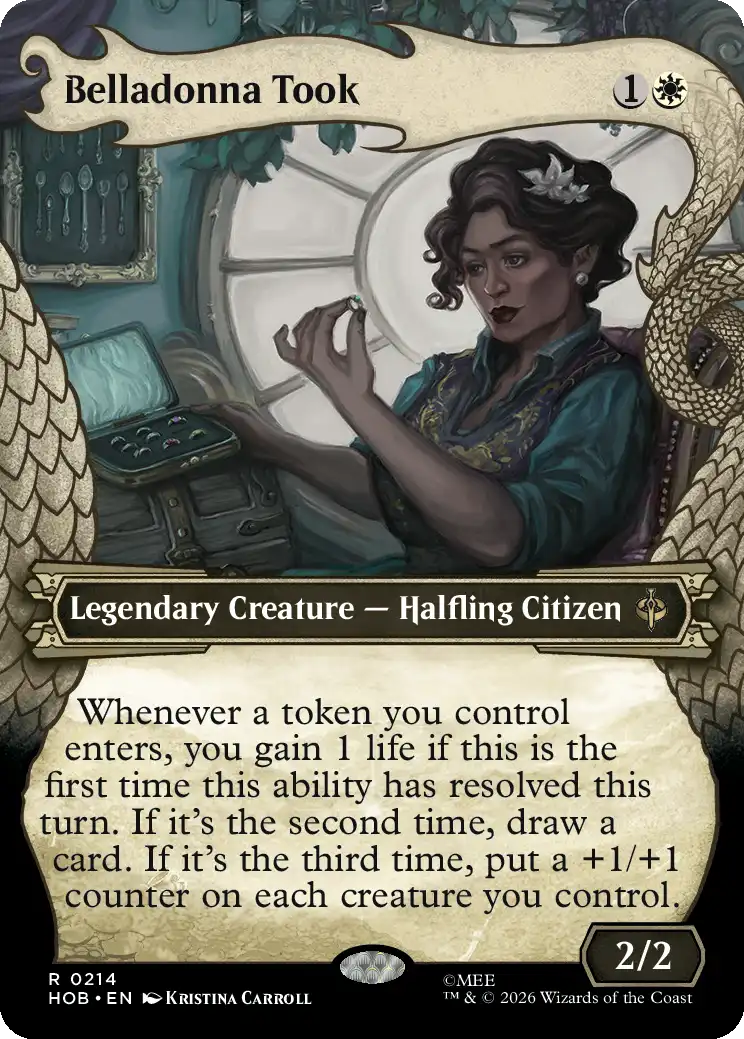 Belladonna Took
1
Legendary Creature — Halfling Citizen
Whenever a token you control
enters, you gain 1 life if this is the
first time this ability has resolved this
turn. If it's the second time, draw a
card. If it's the third time, put a +1/+1
counter on each creature you control.
2/2
R 0214
HOB • EN Kristina Carroll
©MEE
™ & © 2026 Wizards of the Coast